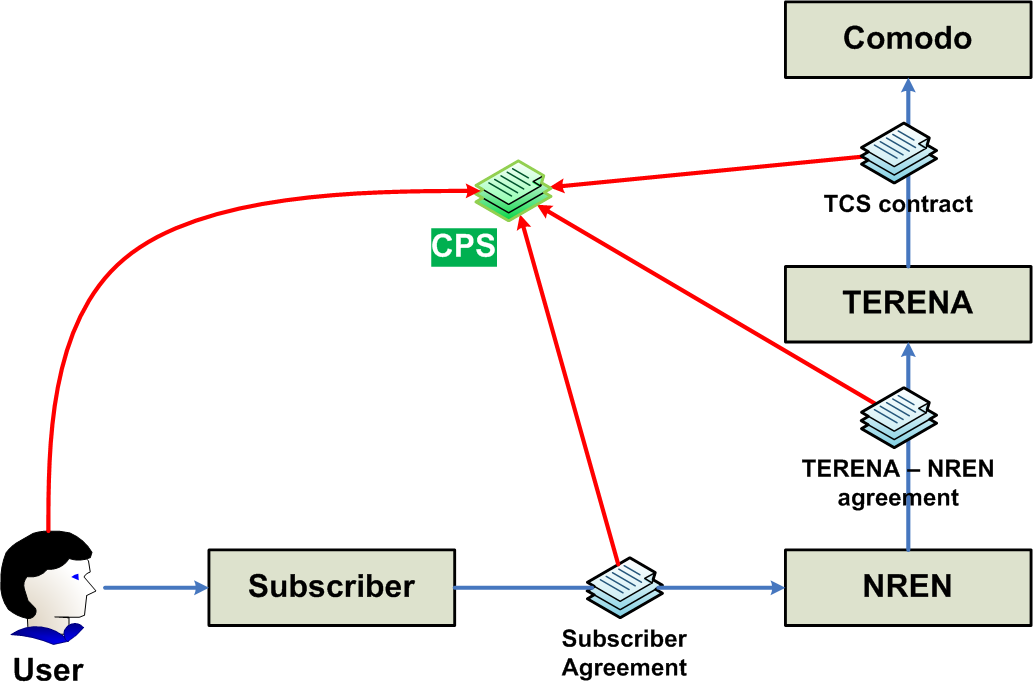 Comodo
TCS contract
CPS
TERENA
TERENA – NREN
agreement
Subscriber
NREN
Subscriber
Agreement
User